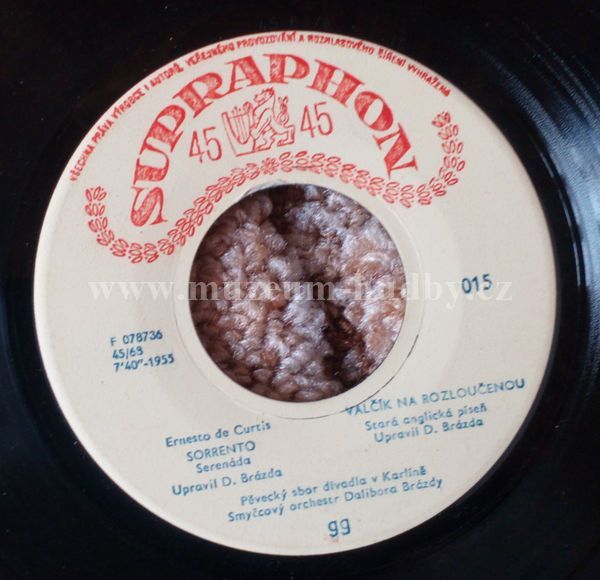 VŠECHNA PRÁVA VÝROBCE I AUTORŮ, VEŘEJNÉHO PROVOZOVÁNÍ A ROZHLASOVÉHO ŠÍŘENÍ VYHRAŽENA
SUPRAPHON
45 45
www.muzeum-hudby.cz
015
F 078736
45/63
7'40"-1955
Ernesto de Curtis
SORRENTO
Serenáda
Upravil D. Brázda
VALČÍK NA ROZLOUČENOU
Stará anglická píseň
Upravil D. Brázda
Pěvecký sbor divadla v Karlíně
Smyčcový orchestr Dalibora Brázdy
gg